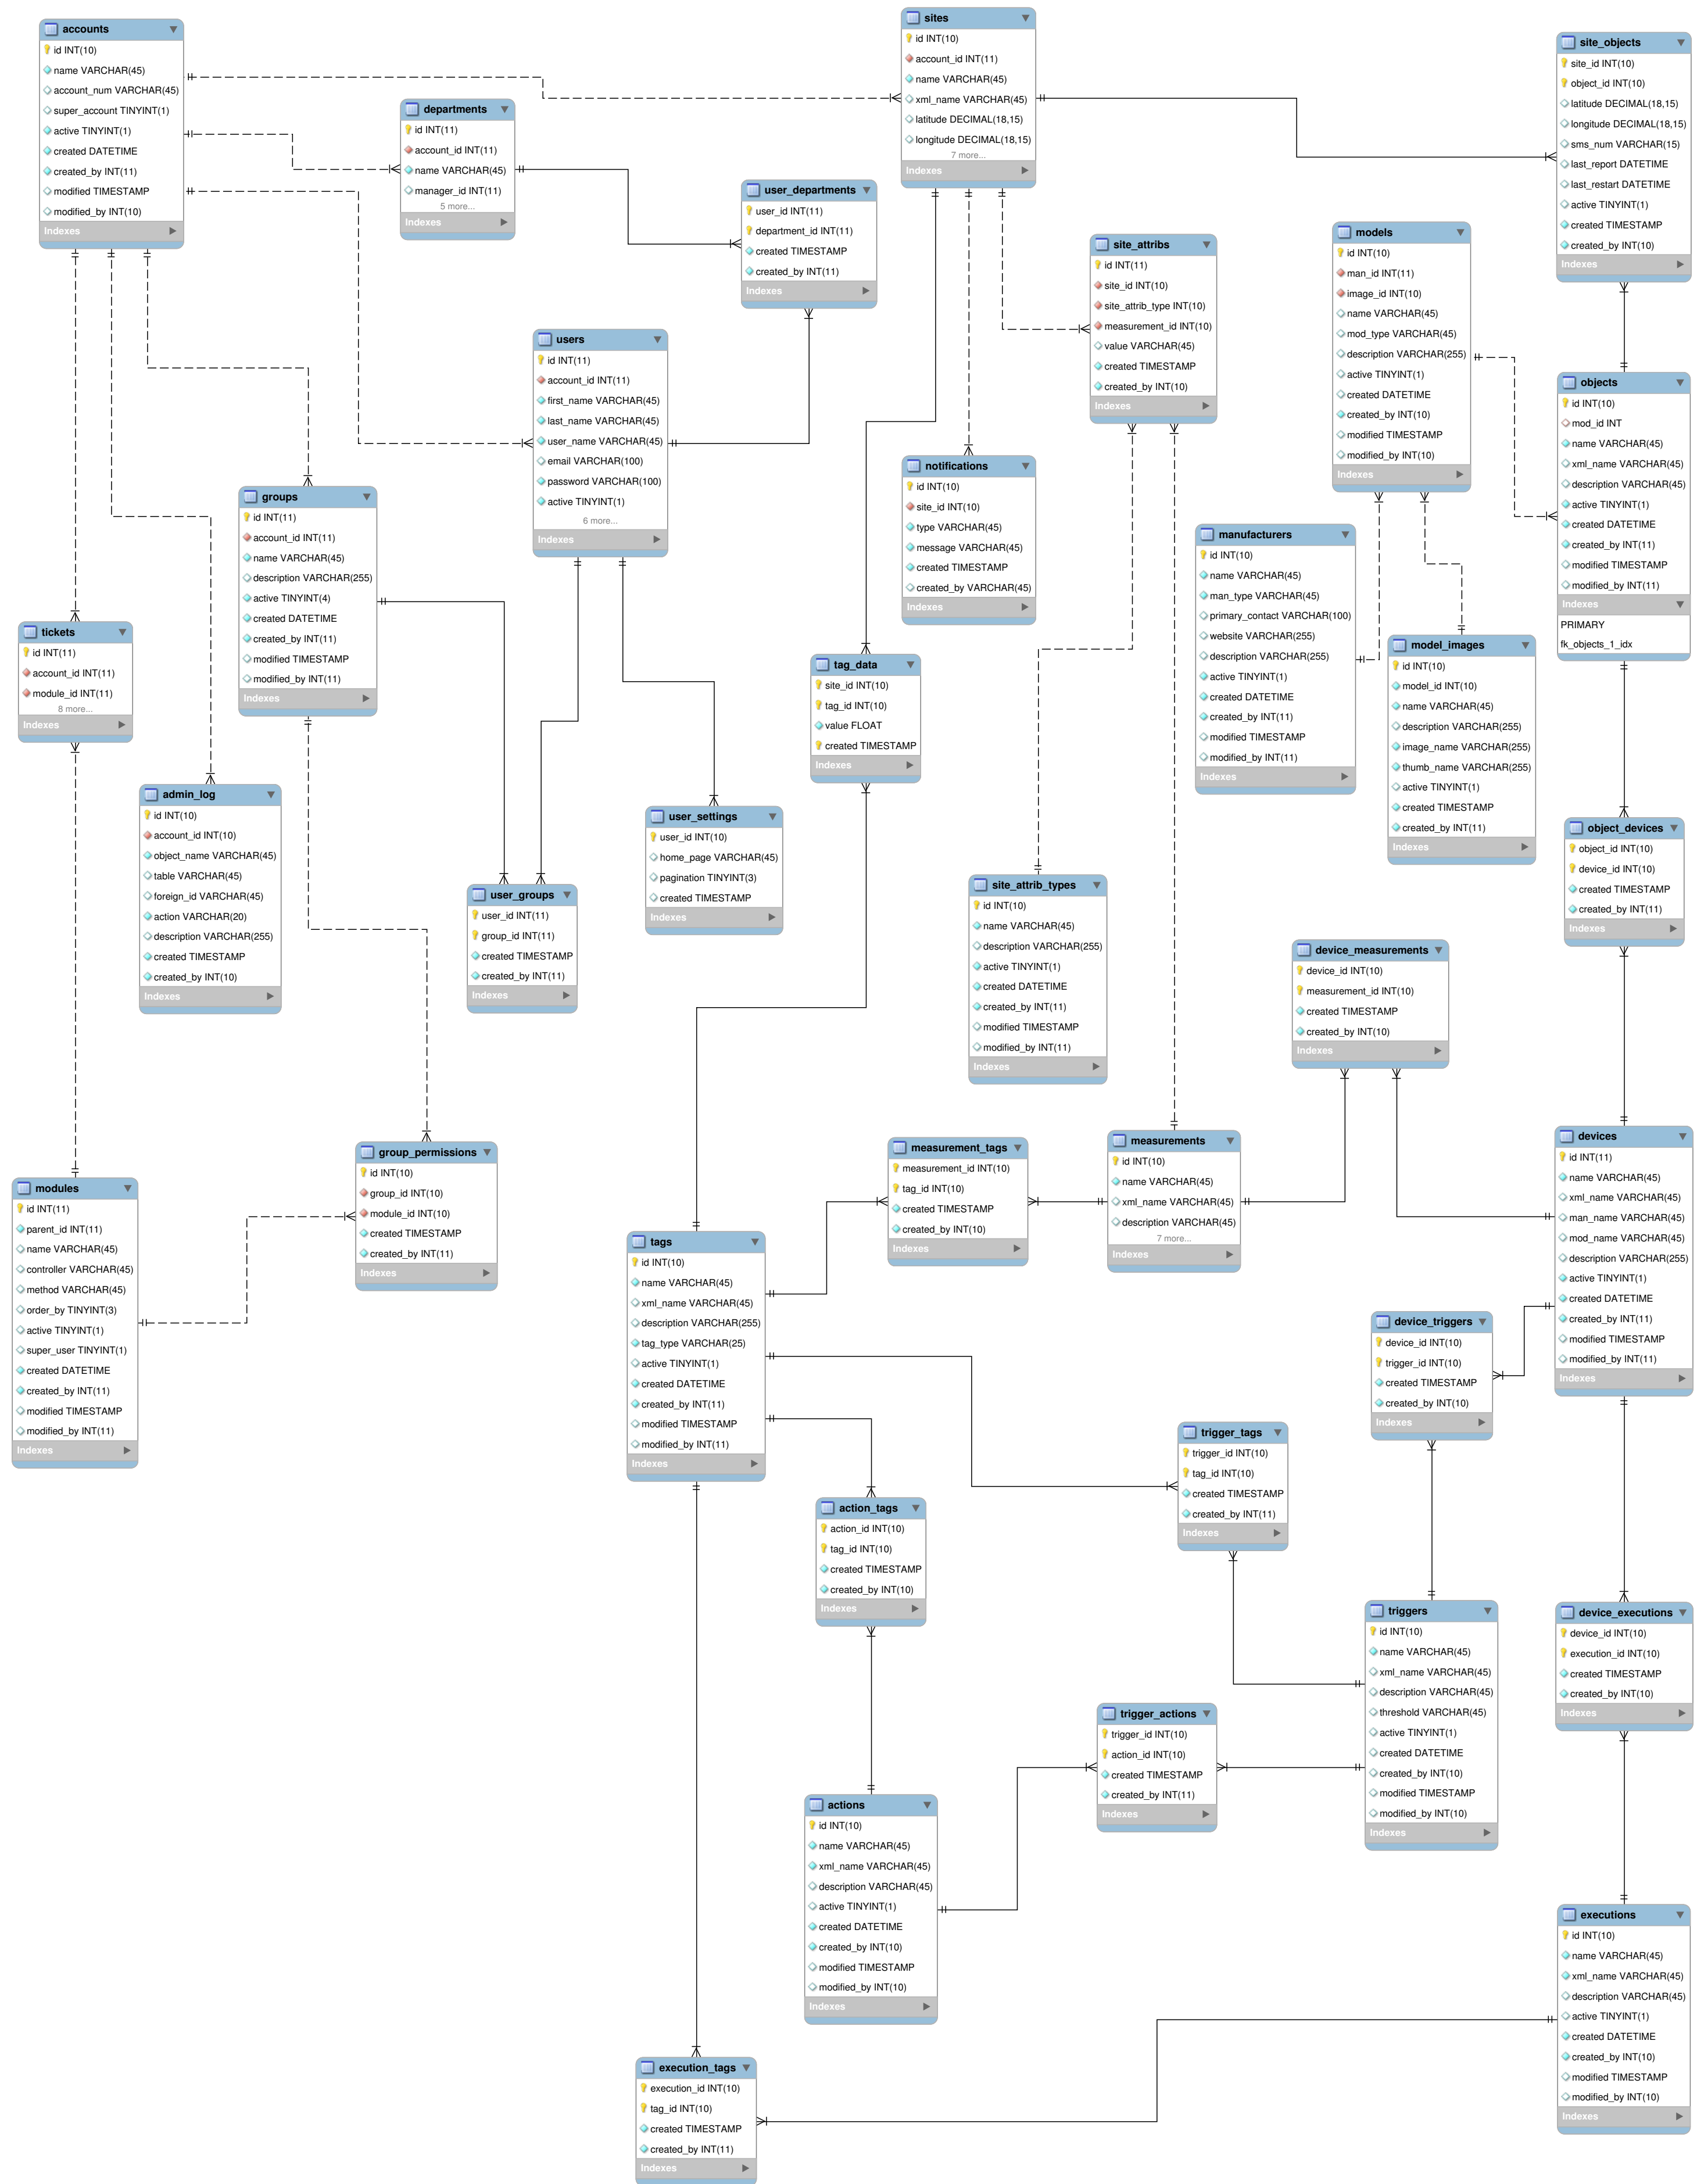 accounts
id INT(10)
name VARCHAR(45)
account_num VARCHAR(45)
super_account TINYINT(1)
active TINYINT(1)
created DATETIME
created_by INT(11)
modified TIMESTAMP
modified_by INT(10)
Indexes
departments
id INT(11)
account_id INT(11)
name VARCHAR(45)
manager_id INT(11)
5 more...
Indexes
user_departments
user_id INT(11)
department_id INT(11)
created TIMESTAMP
created_by INT(11)
Indexes
sites
id INT(10)
account_id INT(11)
name VARCHAR(45)
xml_name VARCHAR(45)
latitude DECIMAL(18,15)
longitude DECIMAL(18,15)
7 more...
Indexes
site_objects
site_id INT(10)
object_id INT(10)
latitude DECIMAL(18,15)
longitude DECIMAL(18,15)
sms_num VARCHAR(15)
last_report DATETIME
last_restart DATETIME
active TINYINT(1)
created TIMESTAMP
created_by INT(10)
Indexes
site_attribs
id INT(11)
site_id INT(10)
site_attrib_type INT(10)
measurement_id INT(10)
value VARCHAR(45)
created TIMESTAMP
created_by INT(10)
Indexes
models
id INT(10)
man_id INT(11)
image_id INT(10)
name VARCHAR(45)
mod_type VARCHAR(45)
description VARCHAR(255)
active TINYINT(1)
created DATETIME
created_by INT(10)
modified TIMESTAMP
modified_by INT(10)
Indexes
users
id INT(11)
account_id INT(11)
first_name VARCHAR(45)
last_name VARCHAR(45)
user_name VARCHAR(45)
email VARCHAR(100)
password VARCHAR(100)
active TINYINT(1)
6 more...
Indexes
objects
id INT(10)
mod_id INT
name VARCHAR(45)
xml_name VARCHAR(45)
description VARCHAR(45)
active TINYINT(1)
created DATETIME
created_by INT(11)
modified TIMESTAMP
modified_by INT(11)
Indexes
PRIMARY
fk_objects_1_idx
notifications
id INT(10)
site_id INT(10)
type VARCHAR(45)
message VARCHAR(45)
created TIMESTAMP
created_by VARCHAR(45)
Indexes
groups
id INT(11)
account_id INT(11)
name VARCHAR(45)
description VARCHAR(255)
active TINYINT(4)
created DATETIME
created_by INT(11)
modified TIMESTAMP
modified_by INT(11)
Indexes
manufacturers
id INT(10)
name VARCHAR(45)
man_type VARCHAR(45)
primary_contact VARCHAR(100)
website VARCHAR(255)
description VARCHAR(255)
active TINYINT(1)
created DATETIME
created_by INT(11)
modified TIMESTAMP
modified_by INT(11)
Indexes
tickets
id INT(11)
account_id INT(11)
module_id INT(11)
8 more...
Indexes
model_images
id INT(10)
model_id INT(10)
name VARCHAR(45)
description VARCHAR(255)
image_name VARCHAR(255)
thumb_name VARCHAR(255)
active TINYINT(1)
created TIMESTAMP
created_by INT(11)
Indexes
tag_data
site_id INT(10)
tag_id INT(10)
value FLOAT
created TIMESTAMP
Indexes
admin_log
id INT(10)
account_id INT(10)
object_name VARCHAR(45)
table VARCHAR(45)
foreign_id VARCHAR(45)
action VARCHAR(20)
description VARCHAR(255)
created TIMESTAMP
created_by INT(10)
Indexes
user_settings
user_id INT(10)
home_page VARCHAR(45)
pagination TINYINT(3)
created TIMESTAMP
Indexes
object_devices
object_id INT(10)
device_id INT(10)
created TIMESTAMP
created_by INT(11)
Indexes
user_groups
user_id INT(11)
group_id INT(11)
created TIMESTAMP
created_by INT(11)
Indexes
site_attrib_types
id INT(10)
name VARCHAR(45)
description VARCHAR(255)
active TINYINT(1)
created DATETIME
created_by INT(11)
modified TIMESTAMP
modified_by INT(11)
Indexes
device_measurements
device_id INT(10)
measurement_id INT(10)
created TIMESTAMP
created_by INT(10)
Indexes
devices
id INT(11)
name VARCHAR(45)
xml_name VARCHAR(45)
man_name VARCHAR(45)
mod_name VARCHAR(45)
description VARCHAR(255)
active TINYINT(1)
created DATETIME
created_by INT(11)
modified TIMESTAMP
modified_by INT(11)
Indexes
measurements
id INT(10)
name VARCHAR(45)
xml_name VARCHAR(45)
description VARCHAR(45)
7 more...
Indexes
measurement_tags
measurement_id INT(10)
tag_id INT(10)
created TIMESTAMP
created_by INT(10)
Indexes
group_permissions
id INT(10)
group_id INT(10)
module_id INT(10)
created TIMESTAMP
created_by INT(11)
Indexes
modules
id INT(11)
parent_id INT(11)
name VARCHAR(45)
controller VARCHAR(45)
method VARCHAR(45)
order_by TINYINT(3)
active TINYINT(1)
super_user TINYINT(1)
created DATETIME
created_by INT(11)
modified TIMESTAMP
modified_by INT(11)
Indexes
tags
id INT(10)
name VARCHAR(45)
xml_name VARCHAR(45)
description VARCHAR(255)
tag_type VARCHAR(25)
active TINYINT(1)
created DATETIME
created_by INT(11)
modified TIMESTAMP
modified_by INT(11)
Indexes
device_triggers
device_id INT(10)
trigger_id INT(10)
created TIMESTAMP
created_by INT(10)
Indexes
trigger_tags
trigger_id INT(10)
tag_id INT(10)
created TIMESTAMP
created_by INT(11)
Indexes
action_tags
action_id INT(10)
tag_id INT(10)
created TIMESTAMP
created_by INT(10)
Indexes
triggers
id INT(10)
name VARCHAR(45)
xml_name VARCHAR(45)
description VARCHAR(45)
threshold VARCHAR(45)
active TINYINT(1)
created DATETIME
created_by INT(10)
modified TIMESTAMP
modified_by INT(10)
Indexes
device_executions
device_id INT(10)
execution_id INT(10)
created TIMESTAMP
created_by INT(10)
Indexes
trigger_actions
trigger_id INT(10)
action_id INT(10)
created TIMESTAMP
created_by INT(11)
Indexes
actions
id INT(10)
name VARCHAR(45)
xml_name VARCHAR(45)
description VARCHAR(45)
active TINYINT(1)
created DATETIME
created_by INT(10)
modified TIMESTAMP
modified_by INT(10)
Indexes
executions
id INT(10)
name VARCHAR(45)
xml_name VARCHAR(45)
description VARCHAR(45)
active TINYINT(1)
created DATETIME
created_by INT(10)
modified TIMESTAMP
modified_by INT(10)
Indexes
execution_tags
execution_id INT(10)
tag_id INT(10)
created TIMESTAMP
created_by INT(11)
Indexes